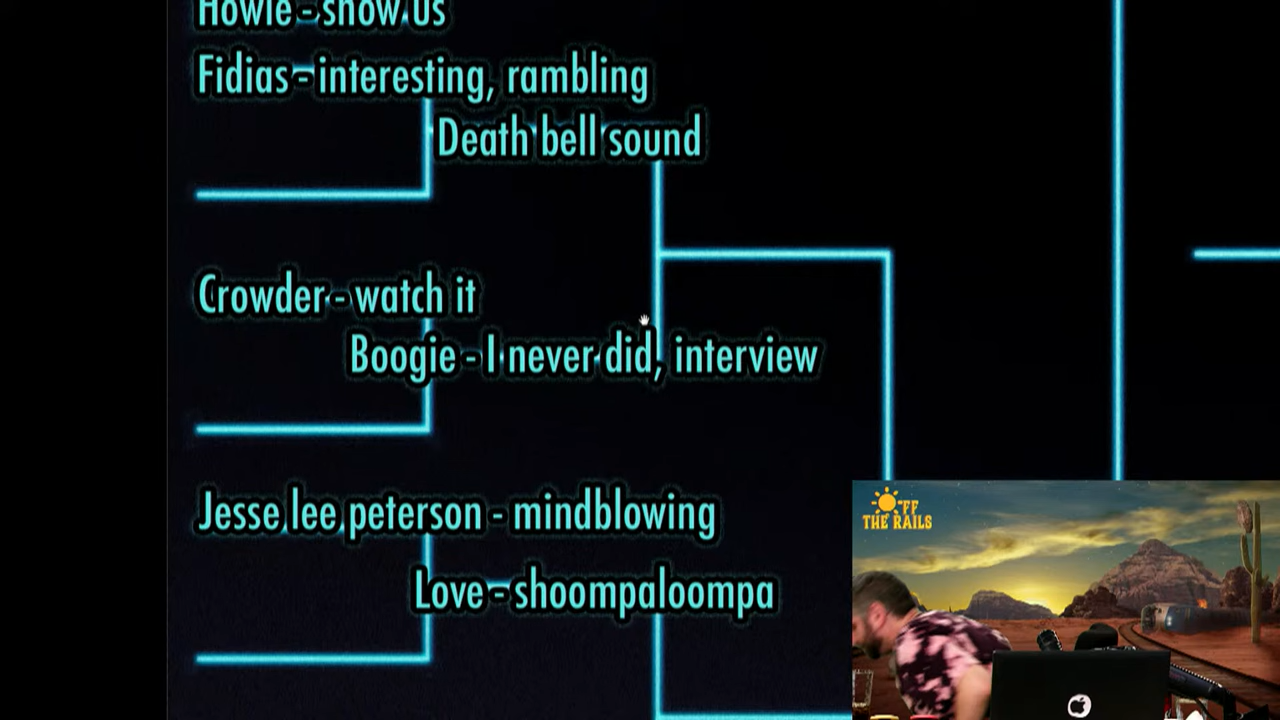 Howie - show us
Fidias - interesting, rambling
Death bell sound
Crowder - watch it
Boogie - I never did, interview
Jesse lee peterson - mindblowing
Love - shoompaloompa
OFF
THE RAILS